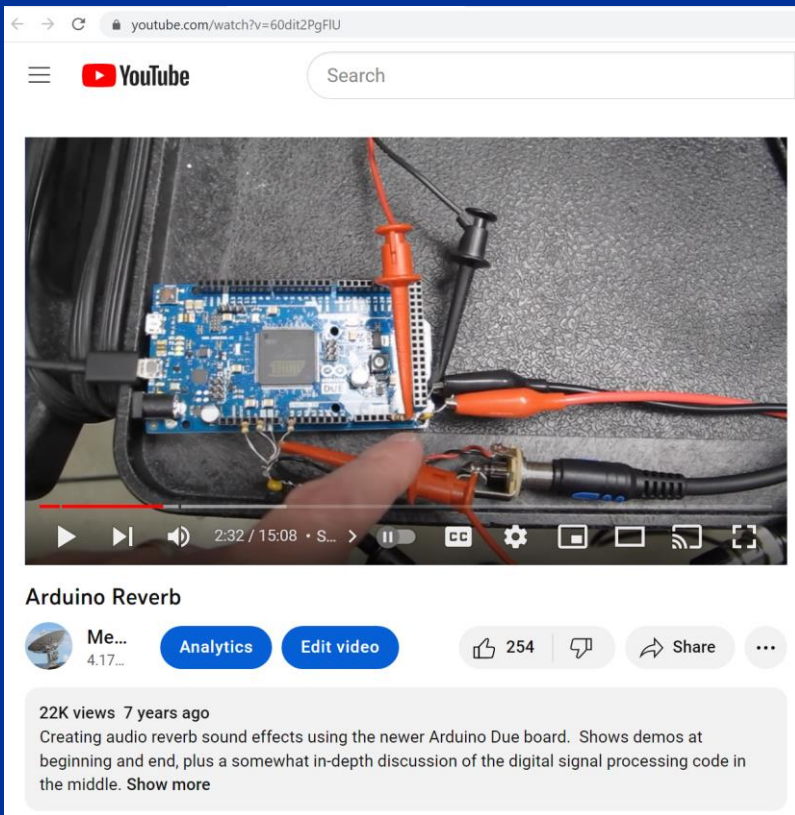 youtube.com/watch?v=60dit2PgFlU
YouTube
Search
DUE
2:32 / 15:08 • S...
CC
Arduino Reverb
Me...
4.17...
Analytics
Edit video
254
Share
22K views 7 years ago
Creating audio reverb sound effects using the newer Arduino Due board. Shows demos at
beginning and end, plus a somewhat in-depth discussion of the digital signal processing code in
the middle. Show more